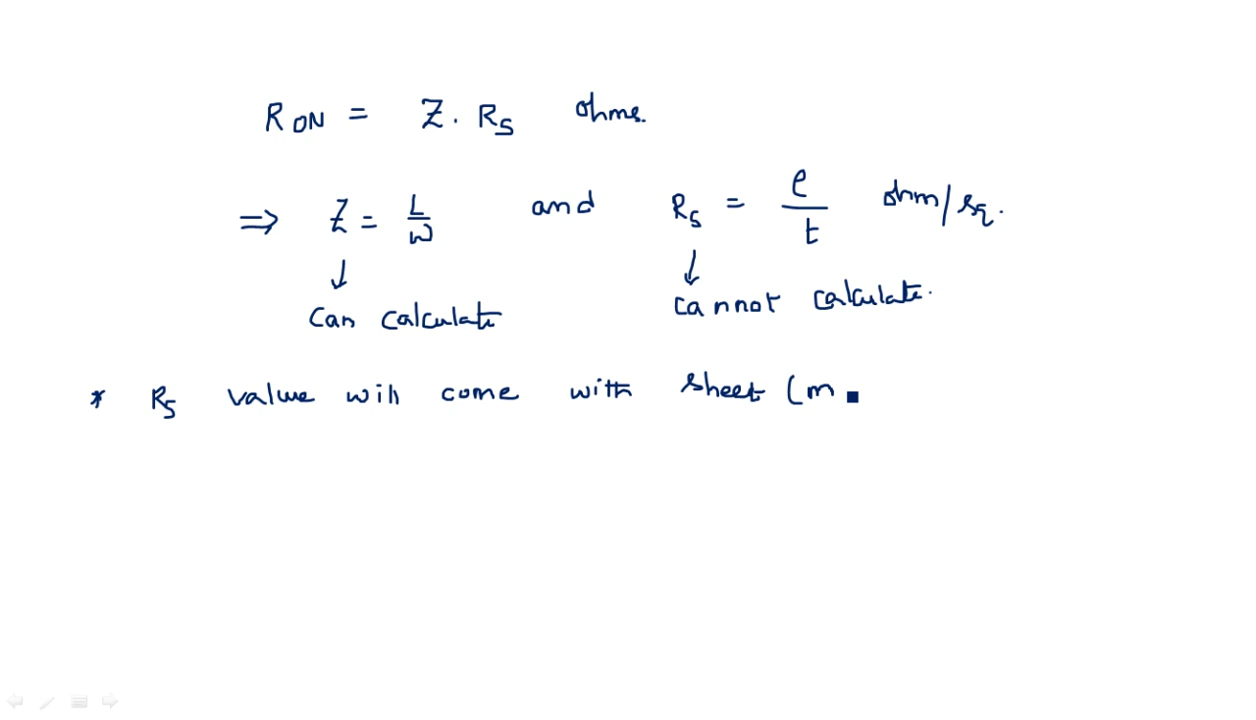 R ON = Z. Rs ohms.
⇒ Z = L/W and Rs = ρ/t ohm/sq.
↓ ↓
can calculate cannot calculate.
* Rs value will come with sheet (m